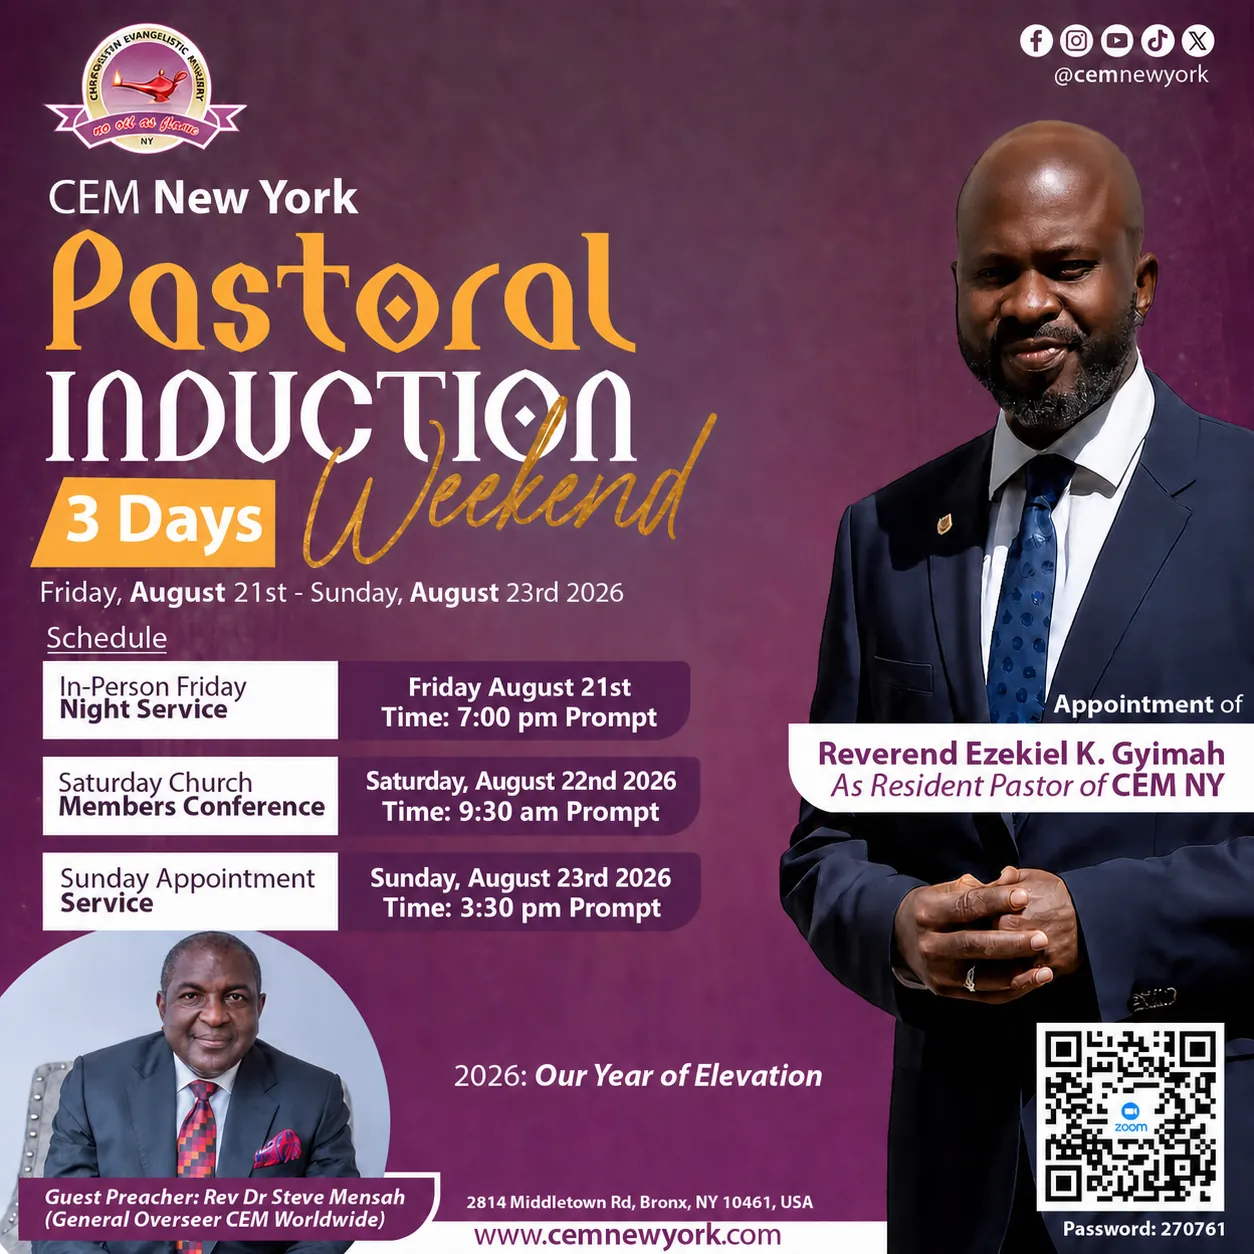 CHARISMATIC EVANGELISTIC MINISTRY
no oil as flame
NY
@cemnewyork
CEM New York
Pastoral
INDUCTION
Weekend
3 Days
Friday, August 21st - Sunday, August 23rd 2026
Schedule
In-Person Friday
Night Service
Friday August 21st
Time: 7:00 pm Prompt
Saturday Church
Members Conference
Saturday, August 22nd 2026
Time: 9:30 am Prompt
Sunday Appointment
Service
Sunday, August 23rd 2026
Time: 3:30 pm Prompt
Appointment of
Reverend Ezekiel K. Gyimah
As Resident Pastor of CEM NY
2026: Our Year of Elevation
zoom
Password: 270761
Guest Preacher: Rev Dr Steve Mensah
(General Overseer CEM Worldwide)
2814 Middletown Rd, Bronx, NY 10461, USA
www.cemnewyork.com